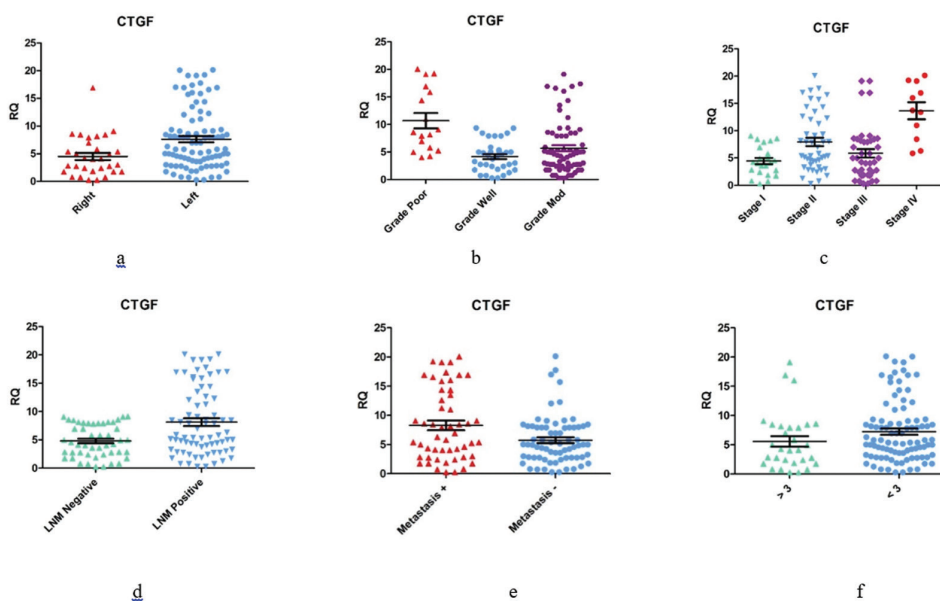 CTGF
25
20
15
10
5
0
RQ
Right
Left
a
CTGF
25
20
15
10
5
0
RQ
Grade Poor
Grade Well
Grade Mod
b
CTGF
25
20
15
10
5
0
RQ
Stage I
Stage II
Stage III
Stage IV
c
CTGF
25
20
15
10
5
0
RQ
LNM Negative
LNM Positive
d
CTGF
25
20
15
10
5
0
RQ
Metastasis +
Metastasis -
e
CTGF
25
20
15
10
5
0
RQ
> 3
< 3
f